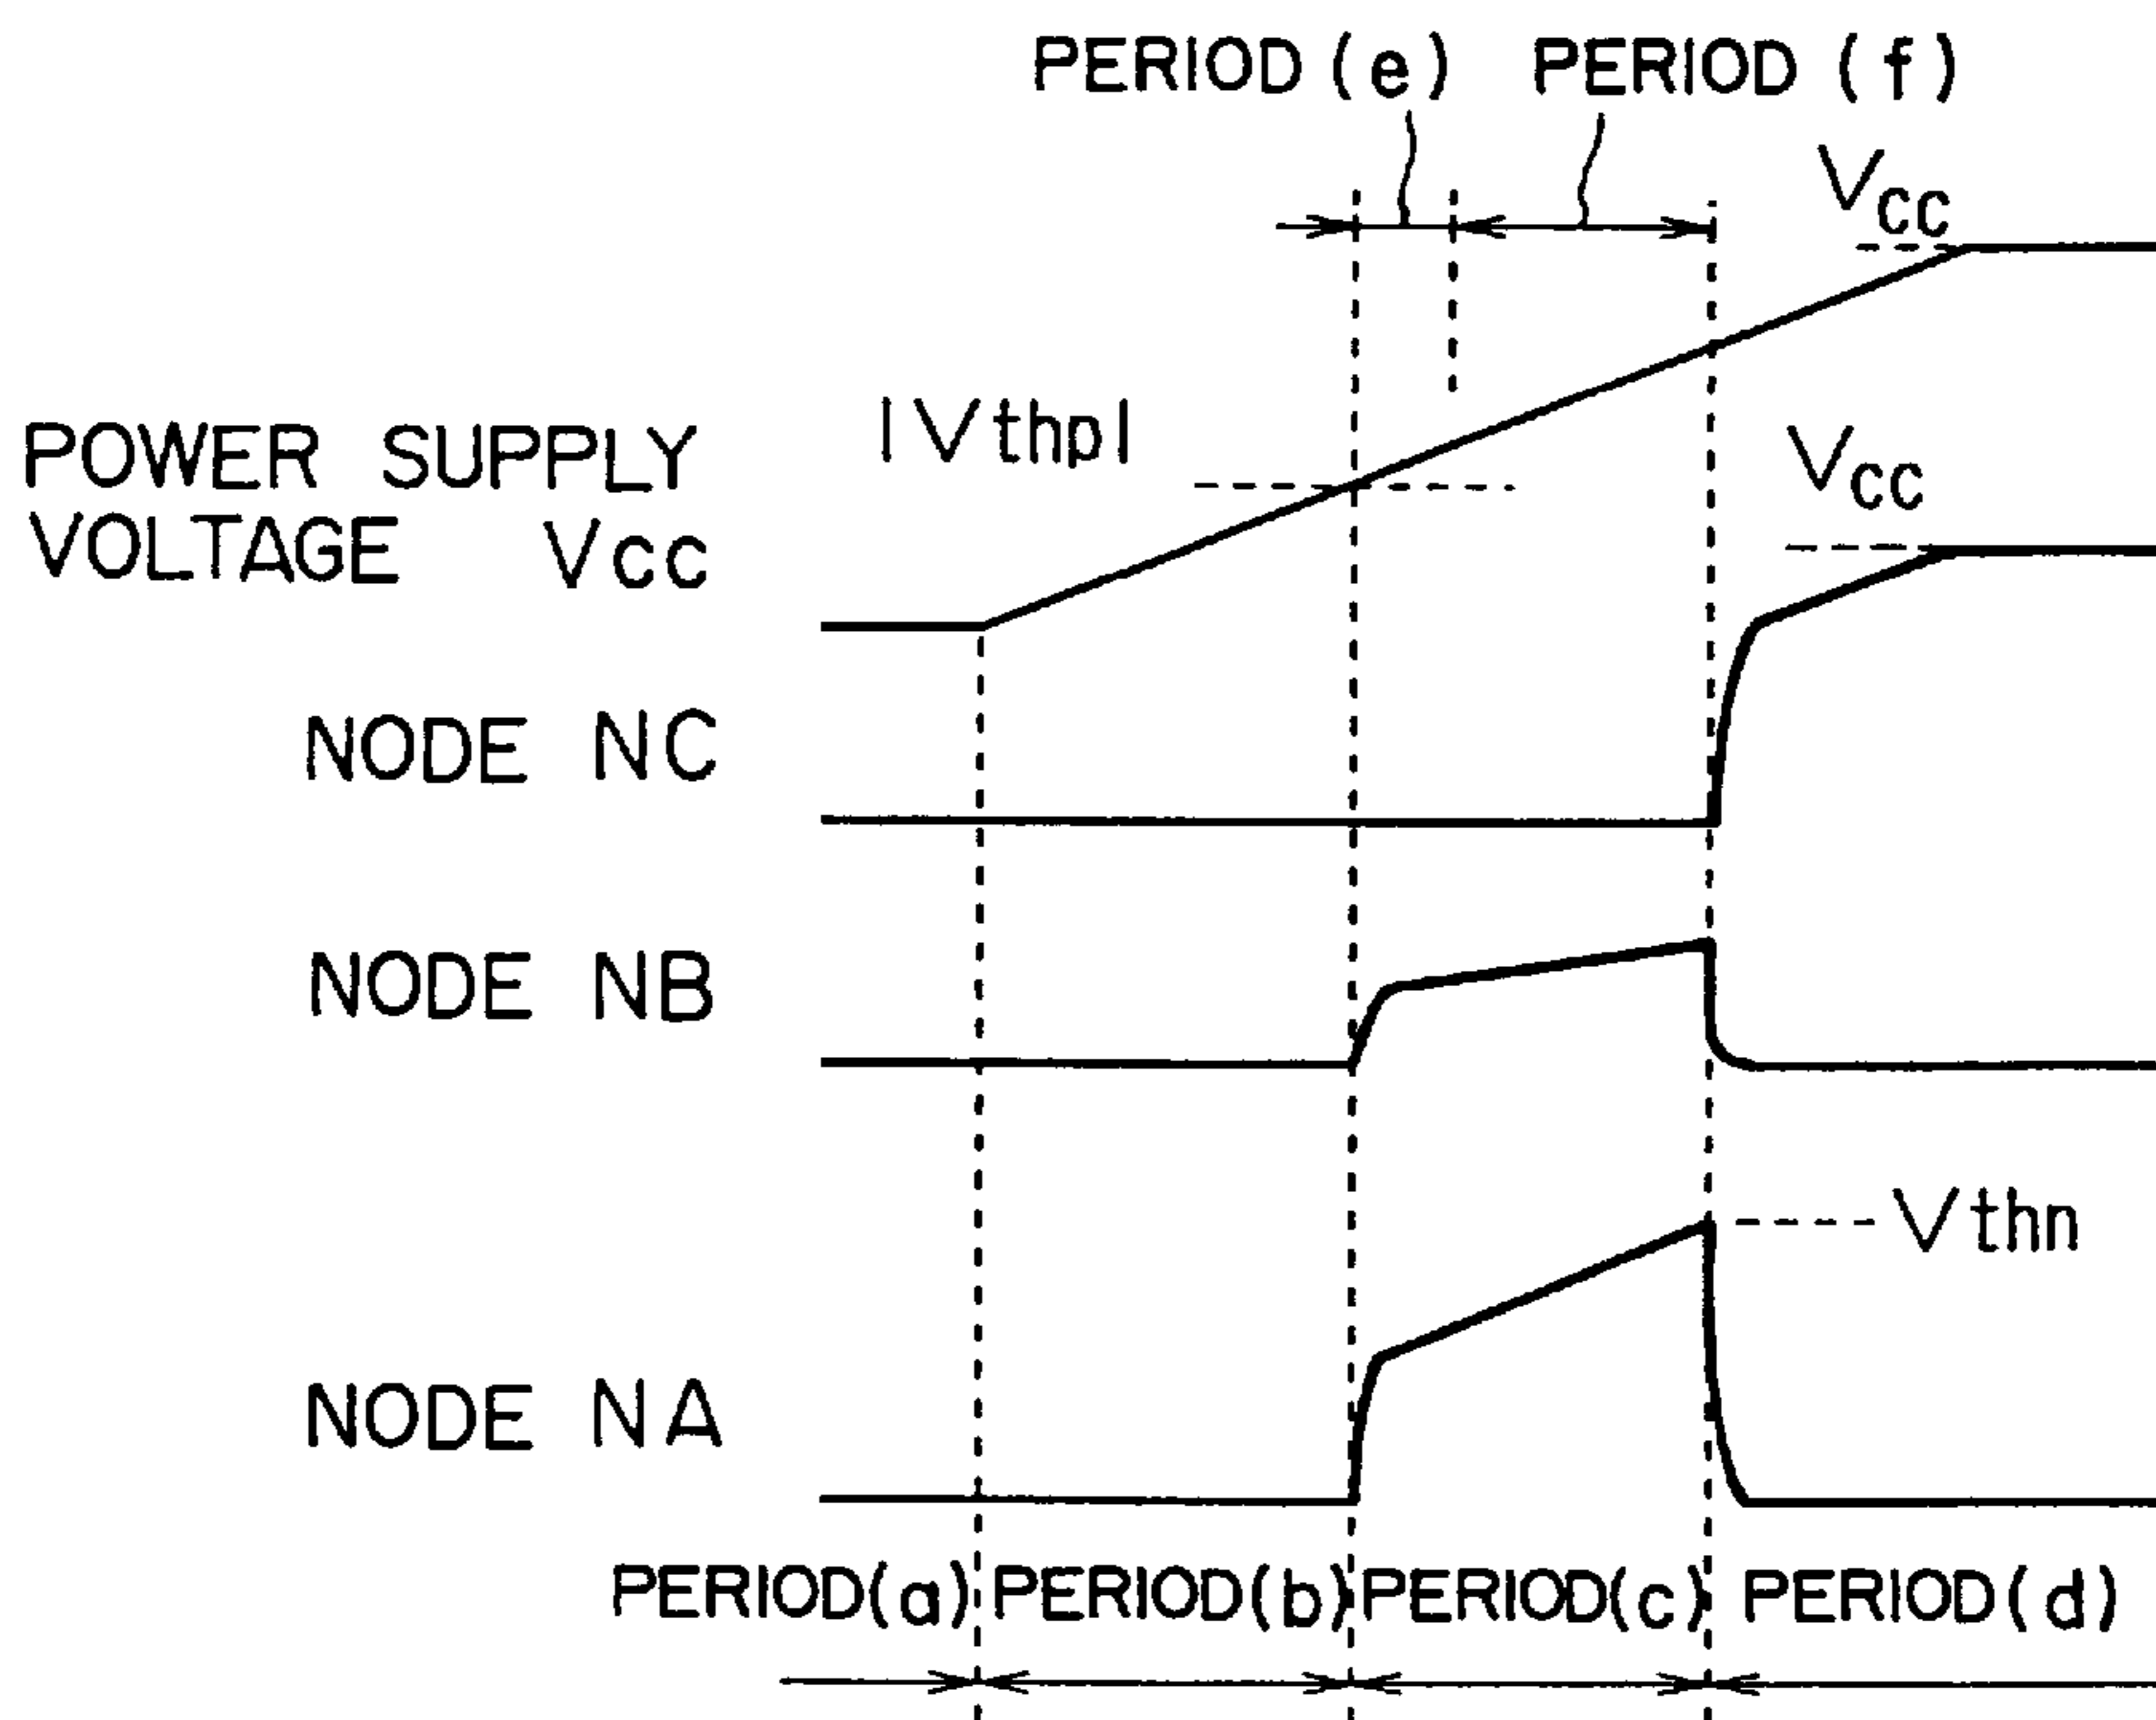 PERIOD (e) PERIOD (f)
Vcc
|Vthp|
POWER SUPPLY
VOLTAGE Vcc
Vcc
NODE NC
NODE NB
Vthn
NODE NA
PERIOD(a) PERIOD(b) PERIOD(c) PERIOD(d)